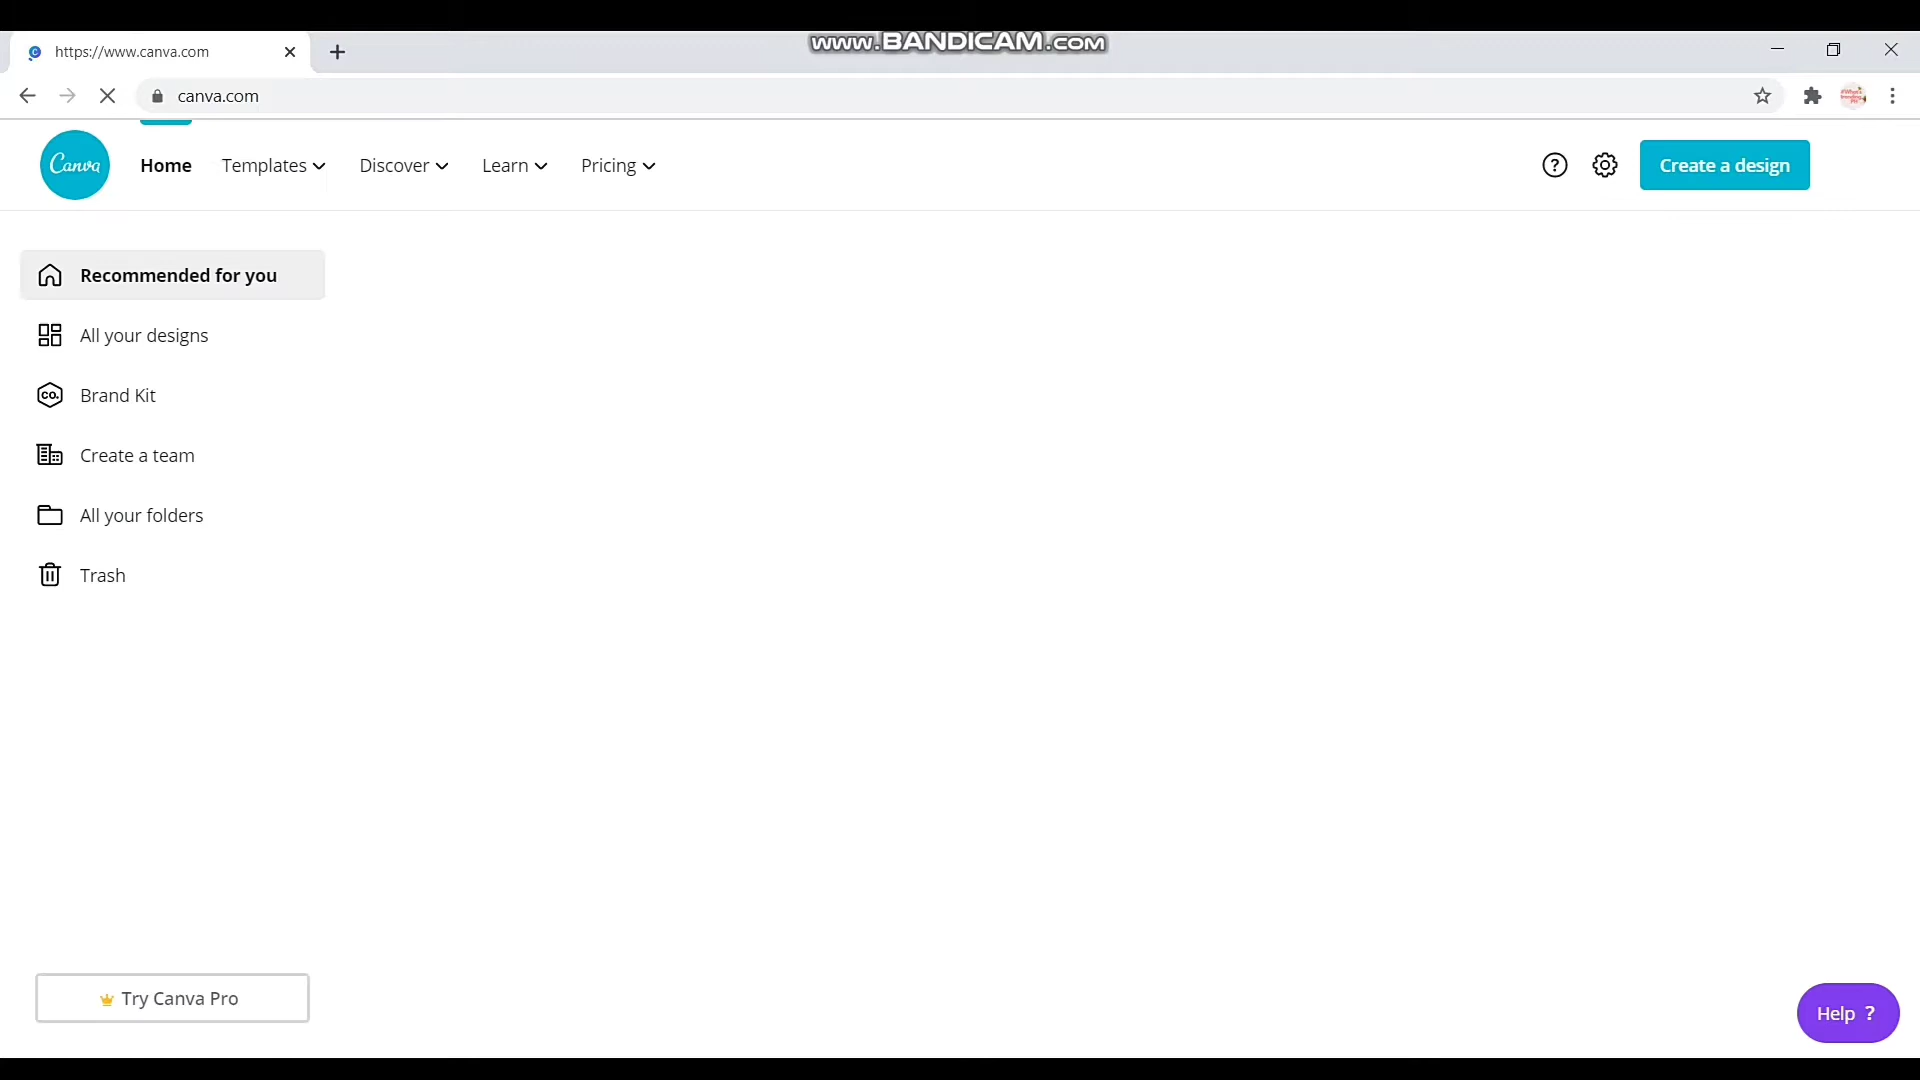 https://www.canva.com
www.BANDICAM.com
canva.com
Canva
Home
Templates
Discover
Learn
Pricing
Create a design
Recommended for you
All your designs
CO.
Brand Kit
Create a team
All your folders
Trash
Try Canva Pro
Help ?